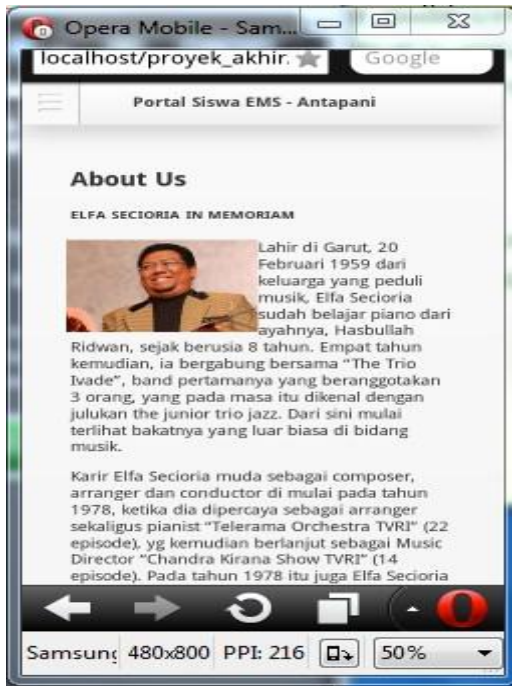 Opera Mobile - Sam...
localhost/proyek_akhir. Google
Portal Siswa EMS - Antapani
About Us
ELFA SECIORIA IN MEMORIAM
Lahir di Garut, 20
Februari 1959 dari
keluarga yang peduli
musik, Elfa Secioria
sudah belajar piano dari
ayahnya, Hasbullah
Ridwan, sejak berusia 8 tahun. Empat tahun
kemudian, ia bergabung bersama "The Trio
Ivade", band pertamanya yang beranggotakan
3 orang, yang pada masa itu dikenal dengan
julukan the junior trio jazz. Dari sini mulai
terlihat bakatnya yang luar biasa di bidang
musik.
Karir Elfa Secioria muda sebagai composer,
arranger dan conductor di mulai pada tahun
1978, ketika dia dipercaya sebagai arranger
sekaligus pianist "Telerama Orchestra TVRI" (22
episode), yg kemudian berlanjut sebagai Music
Director "Chandra Kirana Show TVRI" (14
episode). Pada tahun 1978 itu juga Elfa Secioria
Samsung 480x800 PPI: 216 50%